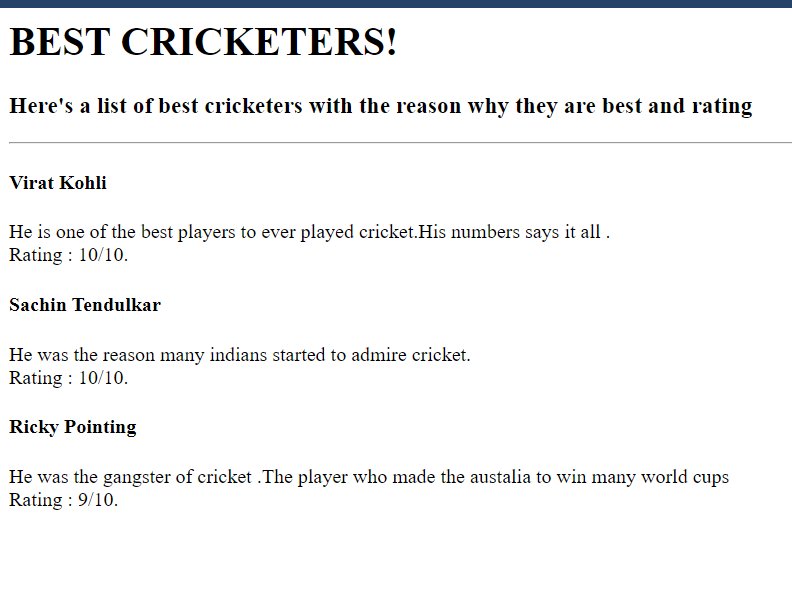 BEST CRICKETERS!
Here's a list of best cricketers with the reason why they are best and rating
Virat Kohli
He is one of the best players to ever played cricket.His numbers says it all .
Rating : 10/10.
Sachin Tendulkar
He was the reason many indians started to admire cricket.
Rating : 10/10.
Ricky Pointing
He was the gangster of cricket .The player who made the austalia to win many world cups
Rating : 9/10.